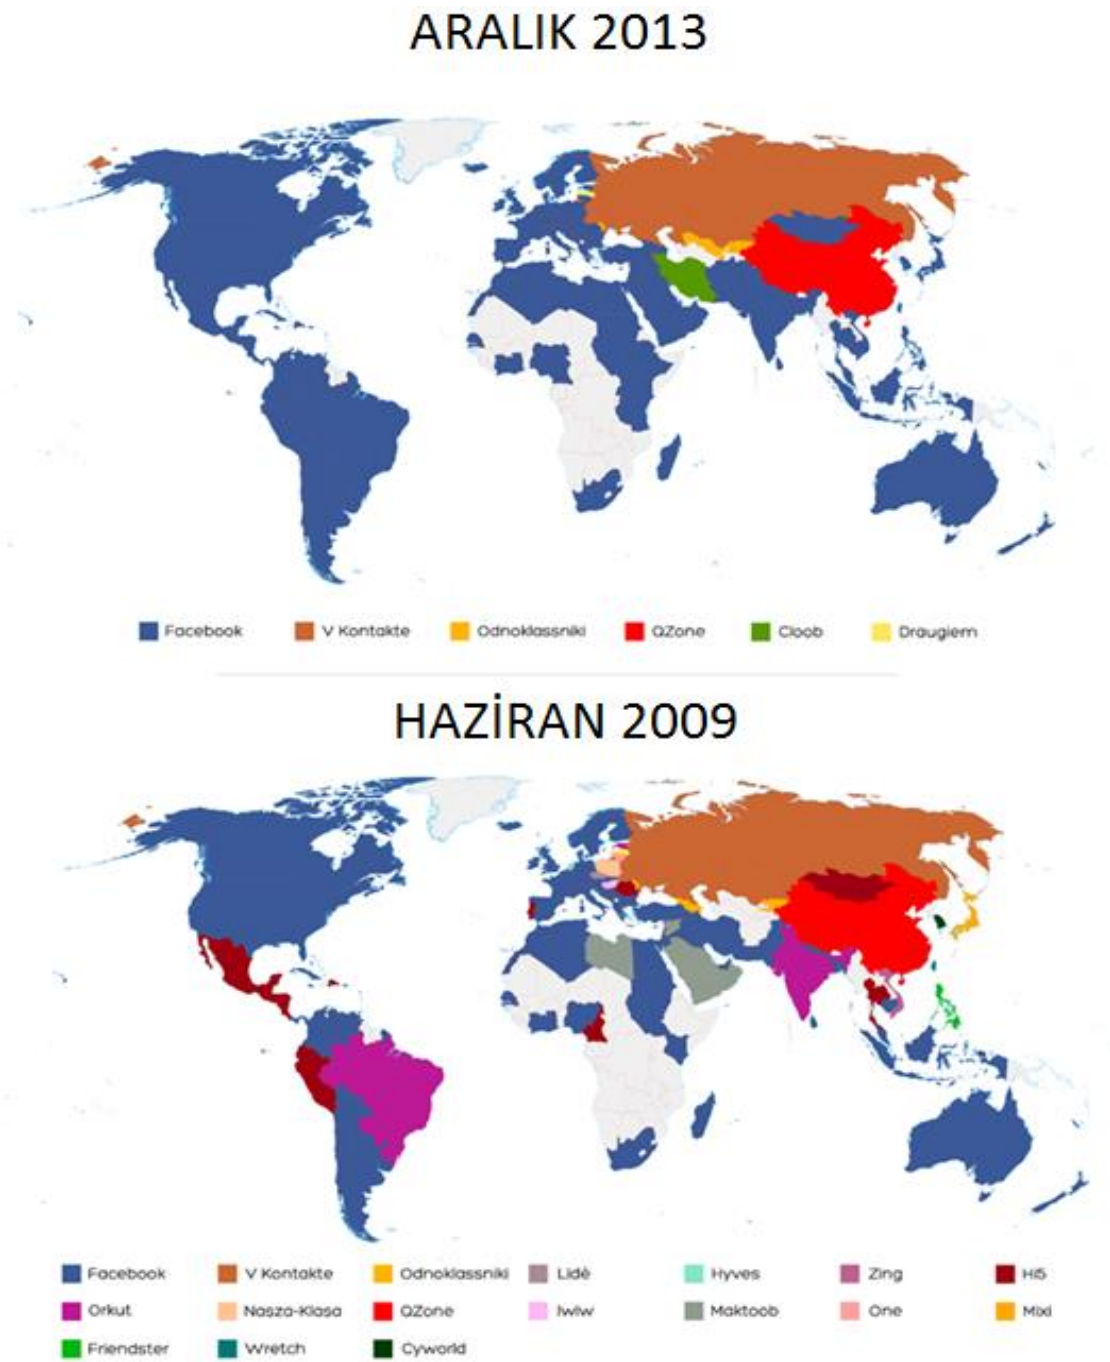 ARALIK 2013
Facebook V Kontakte Odnoklassniki QZone Cloob Draugiem
HAZİRAN 2009
Facebook V Kontakte Odnoklassniki Lidé Hyves Zing Hi5
Orkut Nasza-Klasa QZone Iwiw Maktoob One Mixi
Friendster Wretch Cyworld